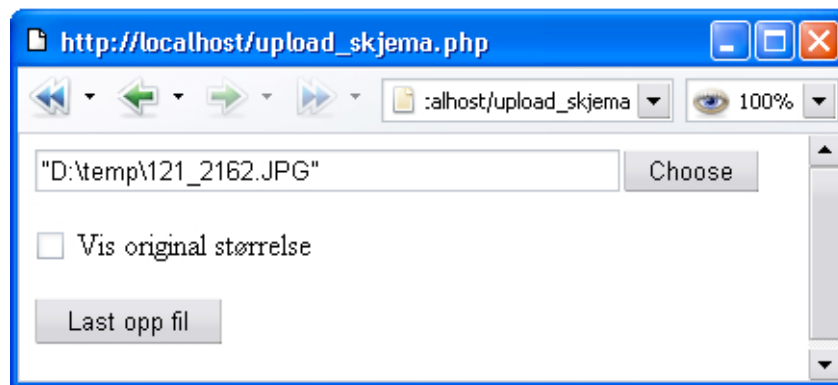 http://localhost/upload_skjema.php
:alhost/upload_skjema 100%
"D:\temp\121_2162.JPG" Choose
Vis original størrelse
Last opp fil